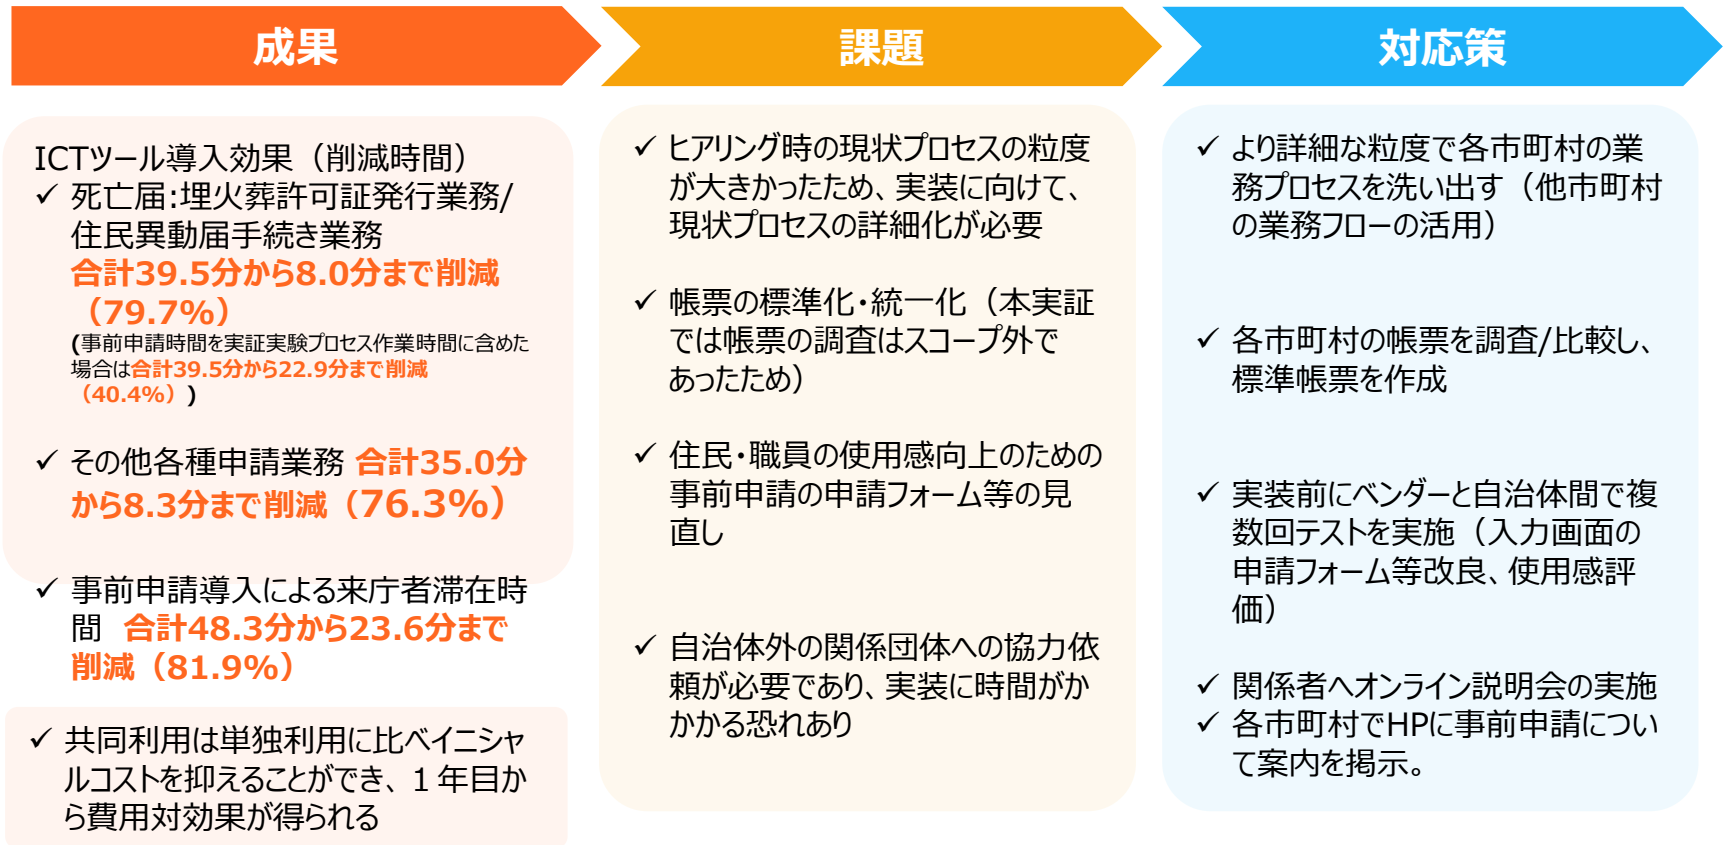 成果
ICTツール導入効果（削減時間）
✓ 死亡届:埋火葬許可証発行業務/
住民異動届手続き業務
合計39.5分から8.0分まで削減
（79.7%）
(事前申請時間を実証実験プロセス作業時間に含めた
場合は合計39.5分から22.9分まで削減
（40.4%）)
✓ その他各種申請業務 合計35.0分
から8.3分まで削減（76.3%）
✓ 事前申請導入による来庁者滞在時
間 合計48.3分から23.6分まで
削減（81.9%）
✓ 共同利用は単独利用に比べイニシャ
ルコストを抑えることができ、１年目か
ら費用対効果が得られる
課題
✓ ヒアリング時の現状プロセスの粒度
が大きかったため、実装に向けて、
現状プロセスの詳細化が必要
✓ 帳票の標準化・統一化（本実証
では帳票の調査はスコープ外で
あったため）
✓ 住民・職員の使用感向上のための
事前申請の申請フォーム等の見
直し
✓ 自治体外の関係団体への協力依
頼が必要であり、実装に時間がか
かかる恐れあり
対応策
✓ より詳細な粒度で各市町村の業
務プロセスを洗い出す（他市町村
の業務フローの活用）
✓ 各市町村の帳票を調査/比較し、
標準帳票を作成
✓ 実装前にベンダーと自治体間で複
数回テストを実施（入力画面の
申請フォーム等改良、使用感評
価）
✓ 関係者へオンライン説明会の実施
✓ 各市町村でHPに事前申請につい
て案内を掲示。